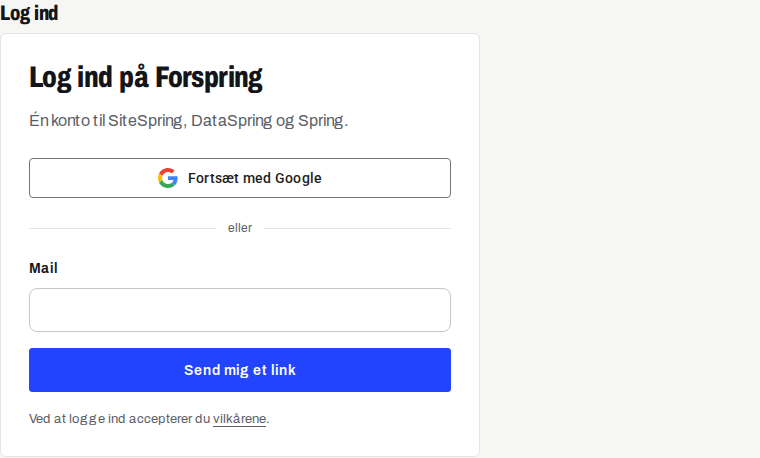 Log ind
Log ind på Forspring
Én konto til SiteSpring, DataSpring og Spring.
Fortsæt med Google
eller
Mail
Send mig et link
Ved at logge ind accepterer du vilkårene.